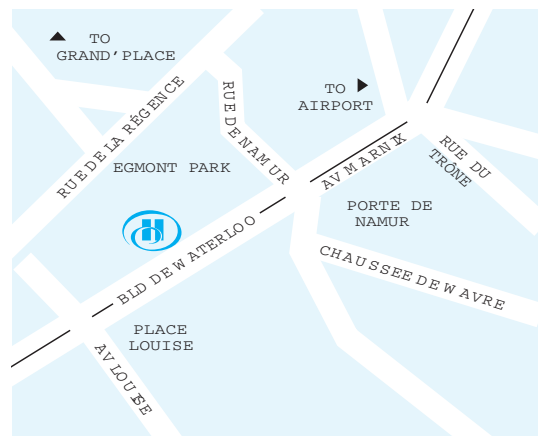 TO
GRAND'PLACE
RUE DE LA RÉGENCE
RUE DE NAMUR
TO
AIRPORT
AV MARNIX
RUE DU
TRÔNE
EGMONT PARK
PORTE DE
NAMUR
H
BLD DE WATERLOO
CHAUSSEE DE WAVRE
PLACE
LOUISE
AV LOUISE